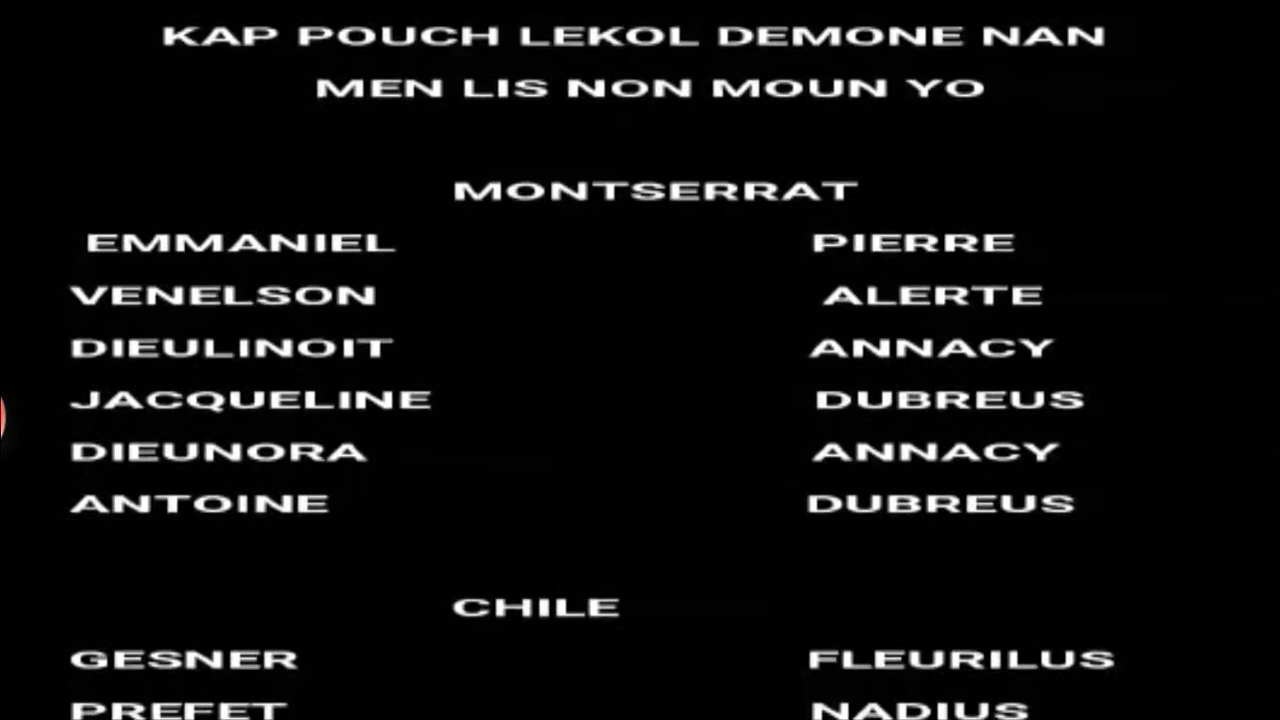 KAP POUCH LEKOL DEMONE NAN
MEN LIS NON MOUN YO
MONTSERRAT
EMMANIEL PIERRE
VENELSON ALERTE
DIEULINOIT ANNACY
JACQUELINE DUBREUS
DIEUNORA ANNACY
ANTOINE DUBREUS
CHILE
GESNER FLEURILUS
PREFET NADIUS